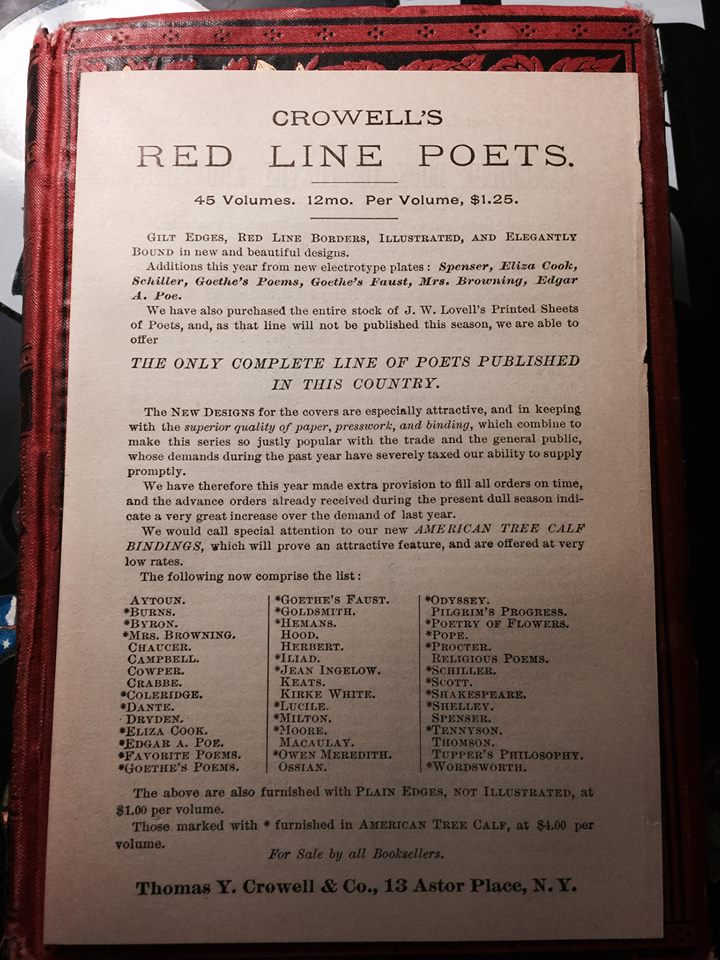 CROWELL'S
RED LINE POETS.
45 Volumes. 12mo. Per Volume, $1.25.
GILT EDGES, RED LINE BORDERS, ILLUSTRATED, AND ELEGANTLY
BOUND in new and beautiful designs.
Additions this year from new electrotype plates: Spenser, Eliza Cook,
Schiller, Goethe's Poems, Goethe's Faust, Mrs. Browning, Edgar
A. Poe.
We have also purchased the entire stock of J. W. Lovell's Printed Sheets
of Poets, and, as that line will not be published this season, we are able to
offer
THE ONLY COMPLETE LINE OF POETS PUBLISHED
IN THIS COUNTRY.
The NEW DESIGNS for the covers are especially attractive, and in keeping
with the superior quality of paper, presswork, and binding, which combine to
make this series so justly popular with the trade and the general public,
whose demands during the past year have severely taxed our ability to supply
promptly.
We have therefore this year made extra provision to fill all orders on time,
and the advance orders already received during the present dull season indi-
cate a very great increase over the demand of last year.
We would call special attention to our new AMERICAN TREE CALF
BINDINGS, which will prove an attractive feature, and are offered at very
low rates.
The following now comprise the list:
AYTOUN.
*BURNS.
*BYRON.
*MRS. BROWNING.
CHAUCER.
CAMPBELL.
COWPER.
CRABBE.
*COLERIDGE.
*DANTE.
DRYDEN.
*ELIZA COOK.
*EDGAR A. POE.
*FAVORITE POEMS.
*GOETHE'S POEMS.
*GOETHE'S FAUST.
*GOLDSMITH.
*HEMANS.
HOOD.
HERBERT.
*ILIAD.
*JEAN INGELOW.
KEATS.
KIRKE WHITE.
*LUCILE.
*MILTON.
*MOORE.
MACAULAY.
*OWEN MEREDITH.
OSSIAN.
*ODYSSEY.
PILGRIM'S PROGRESS.
*POETRY OF FLOWERS.
*POPE.
*PROCTER.
RELIGIOUS POEMS.
*SCHILLER.
*SCOTT.
*SHAKESPEARE.
*SHELLEY.
SPENSER.
*TENNYSON.
THOMSON.
TUPPER'S PHILOSOPHY.
*WORDSWORTH.
The above are also furnished with PLAIN EDGES, NOT ILLUSTRATED, at
$1.00 per volume.
Those marked with * furnished in AMERICAN TREE CALF, at $4.00 per
volume.
For Sale by all Booksellers.
Thomas Y. Crowell & Co., 13 Astor Place, N. Y.